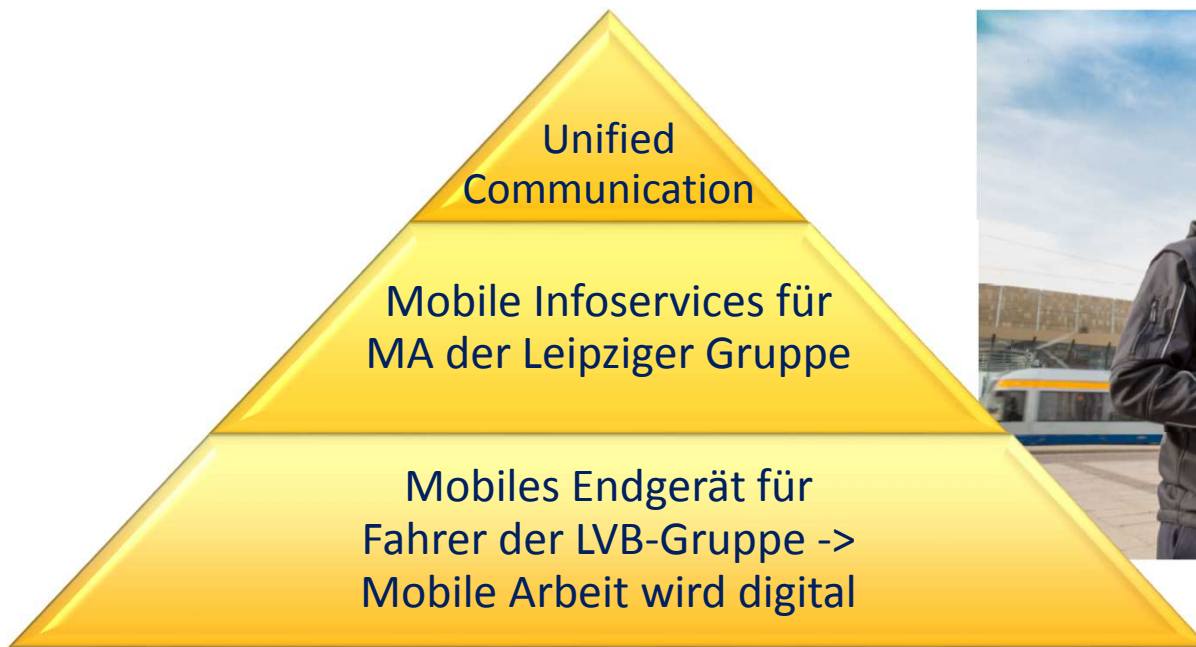 Unified
Communication
Mobile Infoservices für
MA der Leipziger Gruppe
Mobiles Endgerät für
Fahrer der LVB-Gruppe ->
Mobile Arbeit wird digital